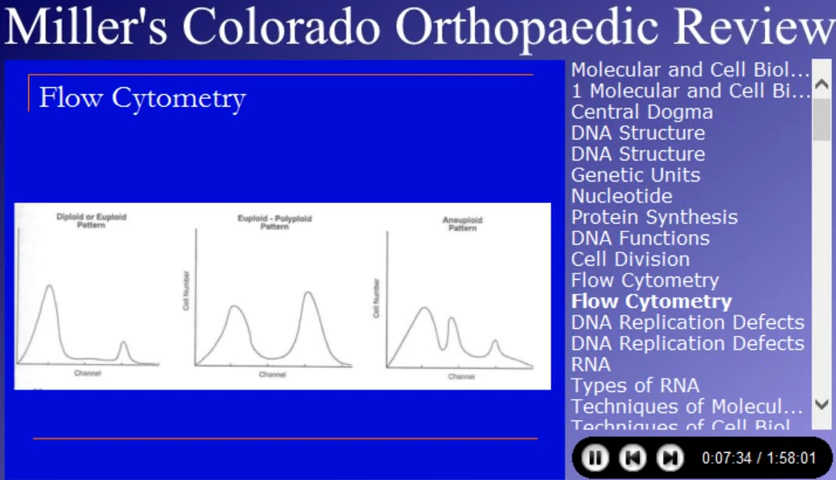 Miller's Colorado Orthopaedic Review
Flow Cytometry
Diploid or Euploid
Pattern
Channel
Euploid - Polyploid
Pattern
Cell Number
Channel
Aneuploid
Pattern
Cell Number
Channel
Molecular and Cell Biol...
1 Molecular and Cell Bi...
Central Dogma
DNA Structure
DNA Structure
Genetic Units
Nucleotide
Protein Synthesis
DNA Functions
Cell Division
Flow Cytometry
Flow Cytometry
DNA Replication Defects
DNA Replication Defects
RNA
Types of RNA
Techniques of Molecul...
Techniques of Cell Biol...
0:07:34 / 1:58:01